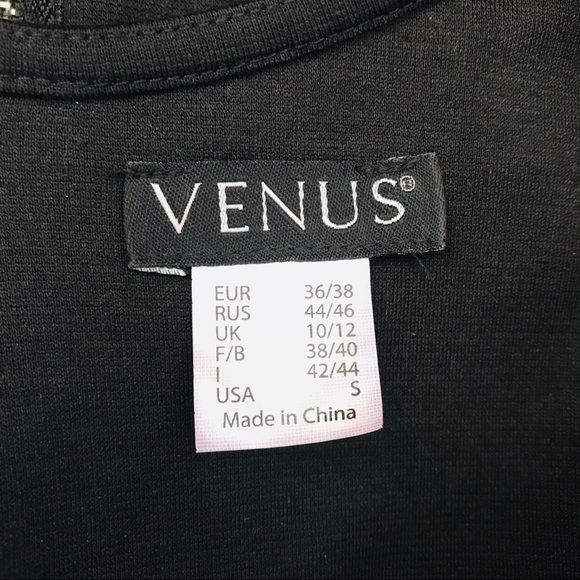 VENUS®
EUR 36/38
RUS 44/46
UK 10/12
F/B 38/40
I 42/44
USA S
Made in China